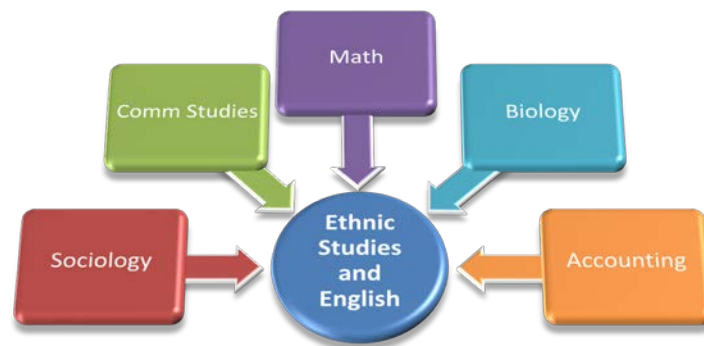 Math
Comm Studies
Biology
Sociology
Ethnic
Studies
and
English
Accounting